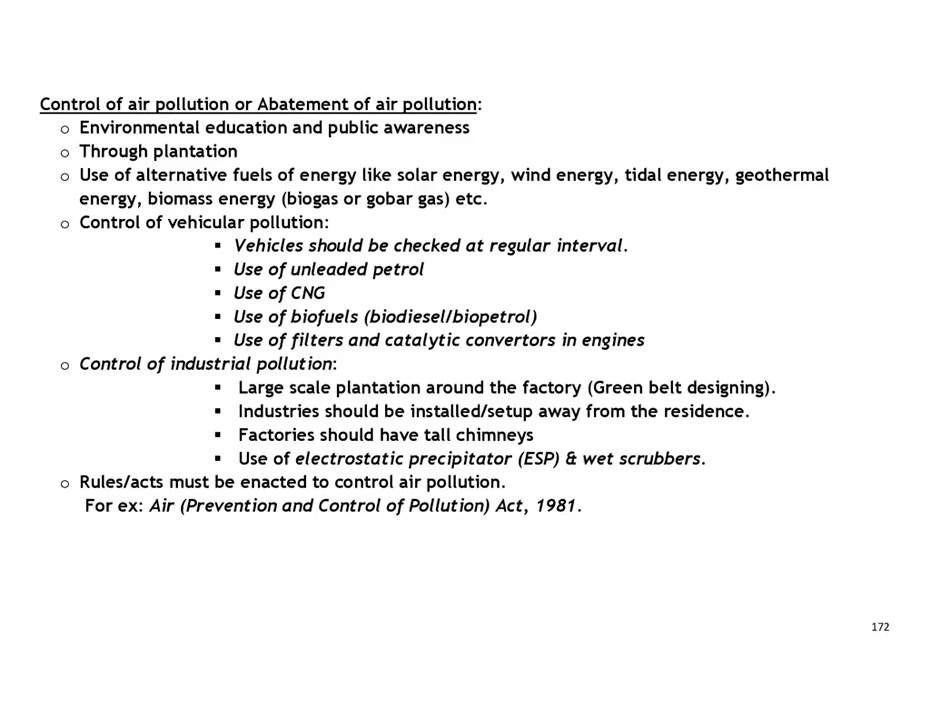 Control of air pollution or Abatement of air pollution:
o Environmental education and public awareness
o Through plantation
o Use of alternative fuels of energy like solar energy, wind energy, tidal energy, geothermal
energy, biomass energy (biogas or gobar gas) etc.
o Control of vehicular pollution:
▪ Vehicles should be checked at regular interval.
▪ Use of unleaded petrol
▪ Use of CNG
▪ Use of biofuels (biodiesel/biopetrol)
▪ Use of filters and catalytic convertors in engines
o Control of industrial pollution:
▪ Large scale plantation around the factory (Green belt designing).
▪ Industries should be installed/setup away from the residence.
▪ Factories should have tall chimneys
▪ Use of electrostatic precipitator (ESP) & wet scrubbers.
o Rules/acts must be enacted to control air pollution.
For ex: Air (Prevention and Control of Pollution) Act, 1981.
172